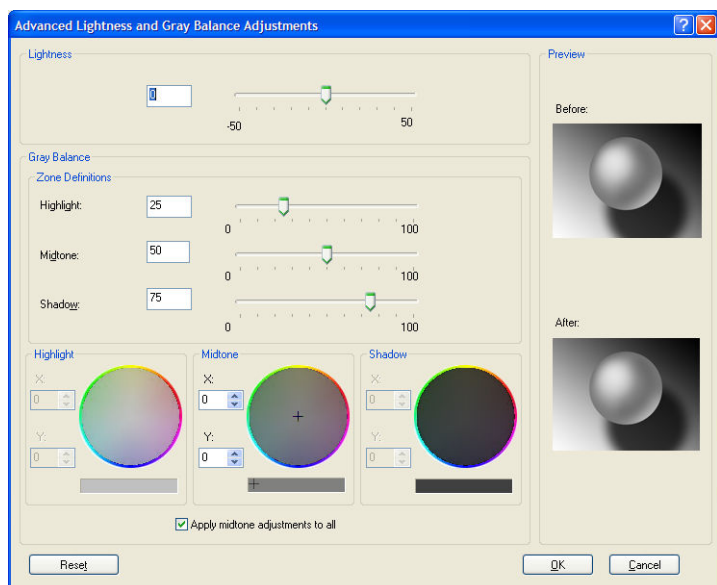 Advanced Lightness and Gray Balance Adjustments
Lightness
0
-50 50
Gray Balance
Zone Definitions
Highlight: 25
0 100
Midtone: 50
0 100
Shadow: 75
0 100
Highlight
X:
0
Y:
0
Midtone
X:
0
Y:
0
Shadow
X:
0
Y:
0
Apply midtone adjustments to all
Preview
Before:
After:
Reset
OK
Cancel